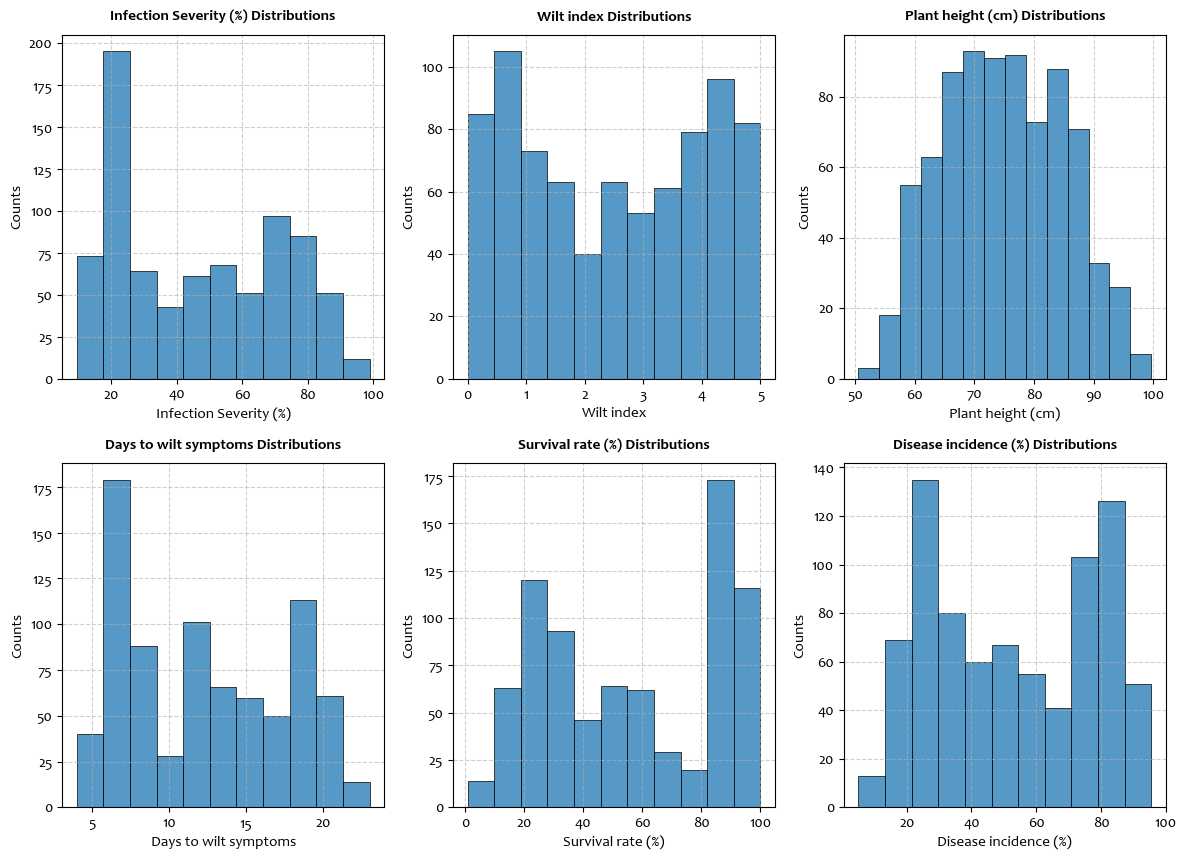 Infection Severity (%) Distributions
Counts
200
175
150
125
100
75
50
25
0
20 40 60 80 100
Infection Severity (%)
Wilt index Distributions
Counts
100
80
60
40
20
0
0 1 2 3 4 5
Wilt index
Plant height (cm) Distributions
Counts
80
60
40
20
0
50 60 70 80 90 100
Plant height (cm)
Days to wilt symptoms Distributions
Counts
175
150
125
100
75
50
25
0
5 10 15 20
Days to wilt symptoms
Survival rate (%) Distributions
Counts
175
150
125
100
75
50
25
0
0 20 40 60 80 100
Survival rate (%)
Disease incidence (%) Distributions
Counts
140
120
100
80
60
40
20
0
20 40 60 80 100
Disease incidence (%)